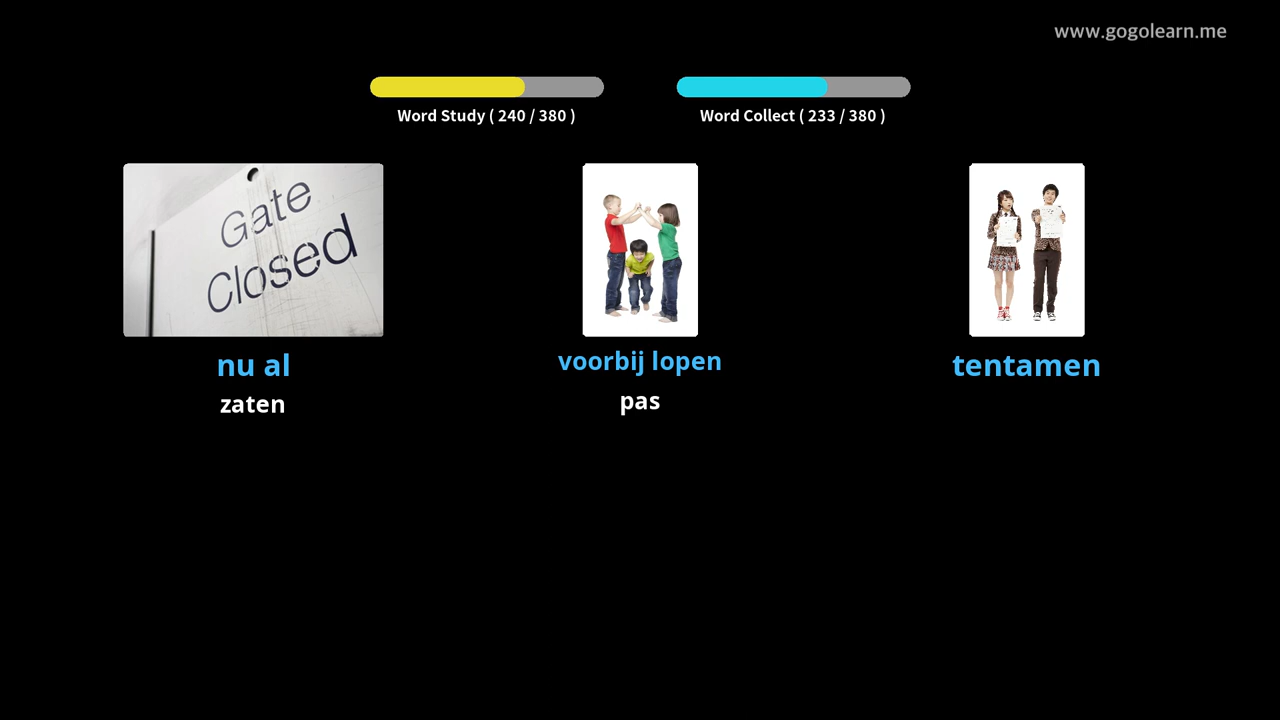 www.gogolearn.me
Word Study ( 240 / 380 )
Word Collect ( 233 / 380 )
Gate
Closed
nu al
zaten
voorbij lopen
pas
tentamen